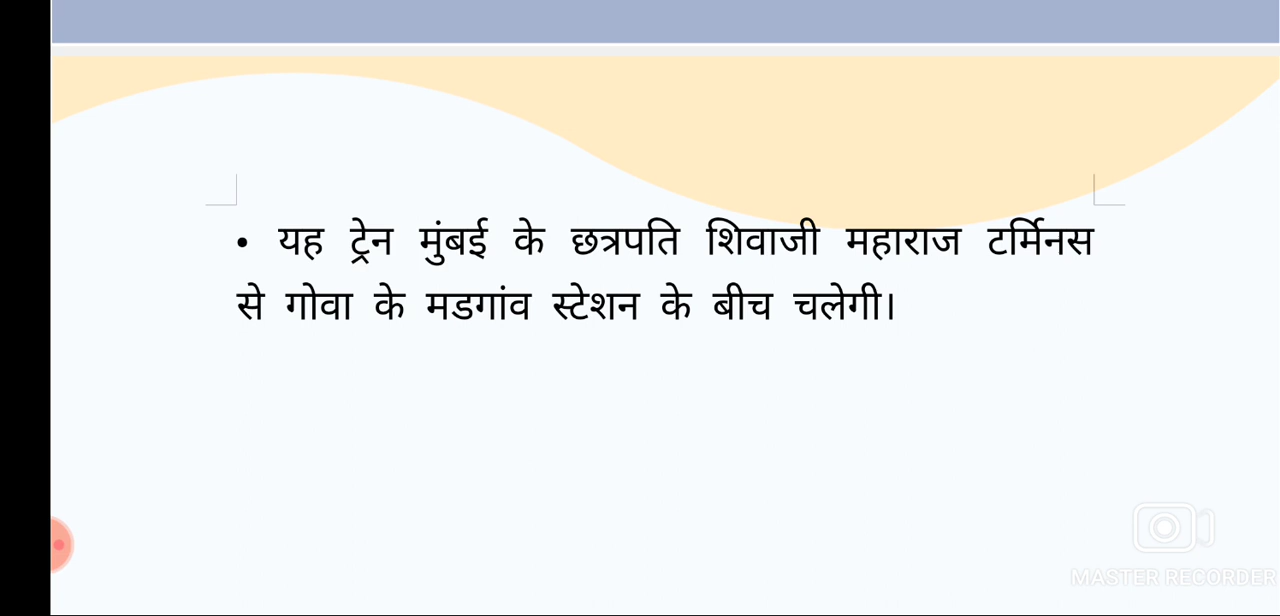 • यह ट्रेन मुंबई के छत्रपति शिवाजी महाराज टर्मिनस
से गोवा के मडगांव स्टेशन के बीच चलेगी।
MASTER RECORDER